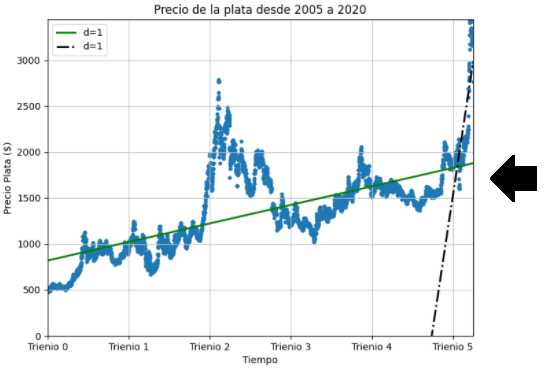 Precio de la plata desde 2005 a 2020
d=1
d=1
3000
2500
2000
1500
1000
500
0
Precio Plata ($)
Trienio 0 Trienio 1 Trienio 2 Trienio 3 Trienio 4 Trienio 5
Tiempo